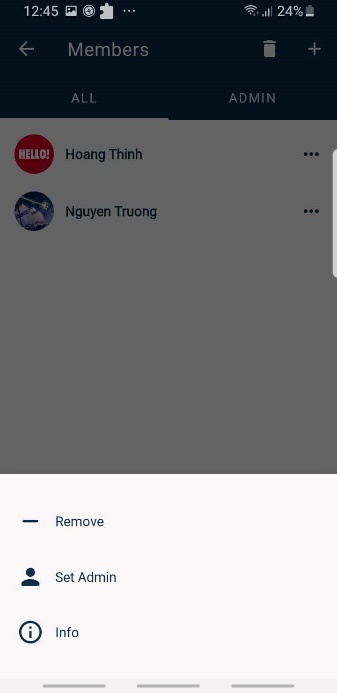 12:45 24%
Members
ALL ADMIN
HELLO! Hoang Thinh
Nguyen Truong
Remove
Set Admin
Info